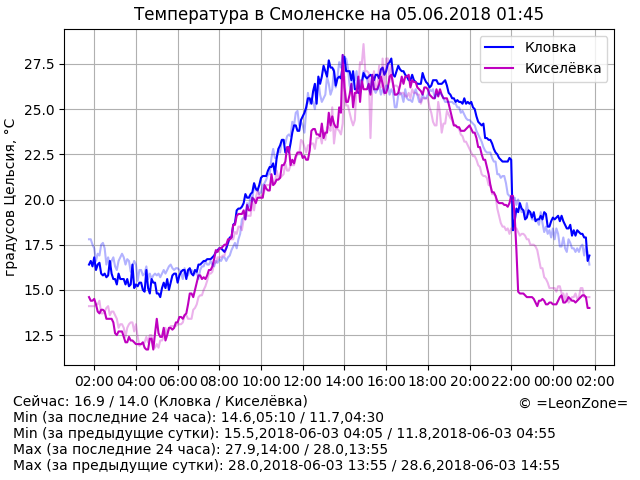 Температура в Смоленске на 05.06.2018 01:45
Кловка
Киселёвка
градусов Цельсия, °C
27.5
25.0
22.5
20.0
17.5
15.0
12.5
02:00 04:00 06:00 08:00 10:00 12:00 14:00 16:00 18:00 20:00 22:00 00:00 02:00
Сейчас: 16.9 / 14.0 (Кловка / Киселёвка)
© =LeonZone=
Min (за последние 24 часа): 14.6,05:10 / 11.7,04:30
Min (за предыдущие сутки): 15.5,2018-06-03 04:05 / 11.8,2018-06-03 04:55
Max (за последние 24 часа): 27.9,14:00 / 28.0,13:55
Max (за предыдущие сутки): 28.0,2018-06-03 13:55 / 28.6,2018-06-03 14:55